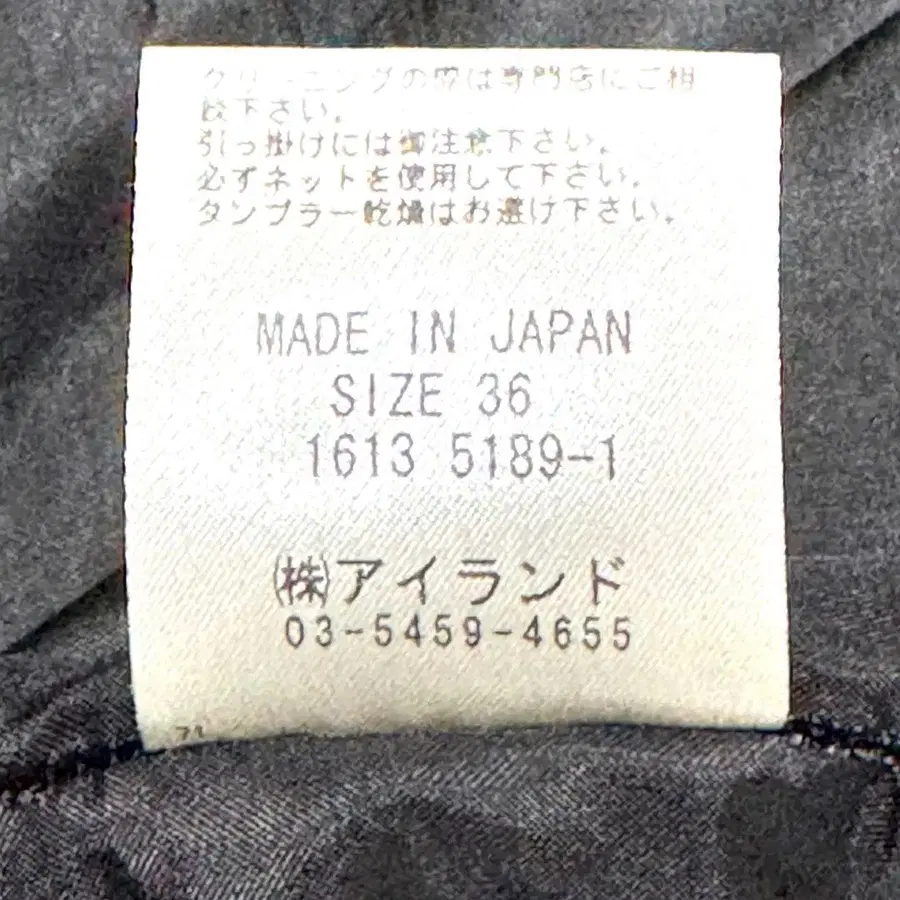 クリーニングの際は専門店にご相
談下さい。
引っ掛けには御注意下さい。
必ずネットを使用して下さい。
タンブラー乾燥はお避け下さい。
MADE IN JAPAN
SIZE 36
1613 5189-1
㈱アイランド
03-5459-4655